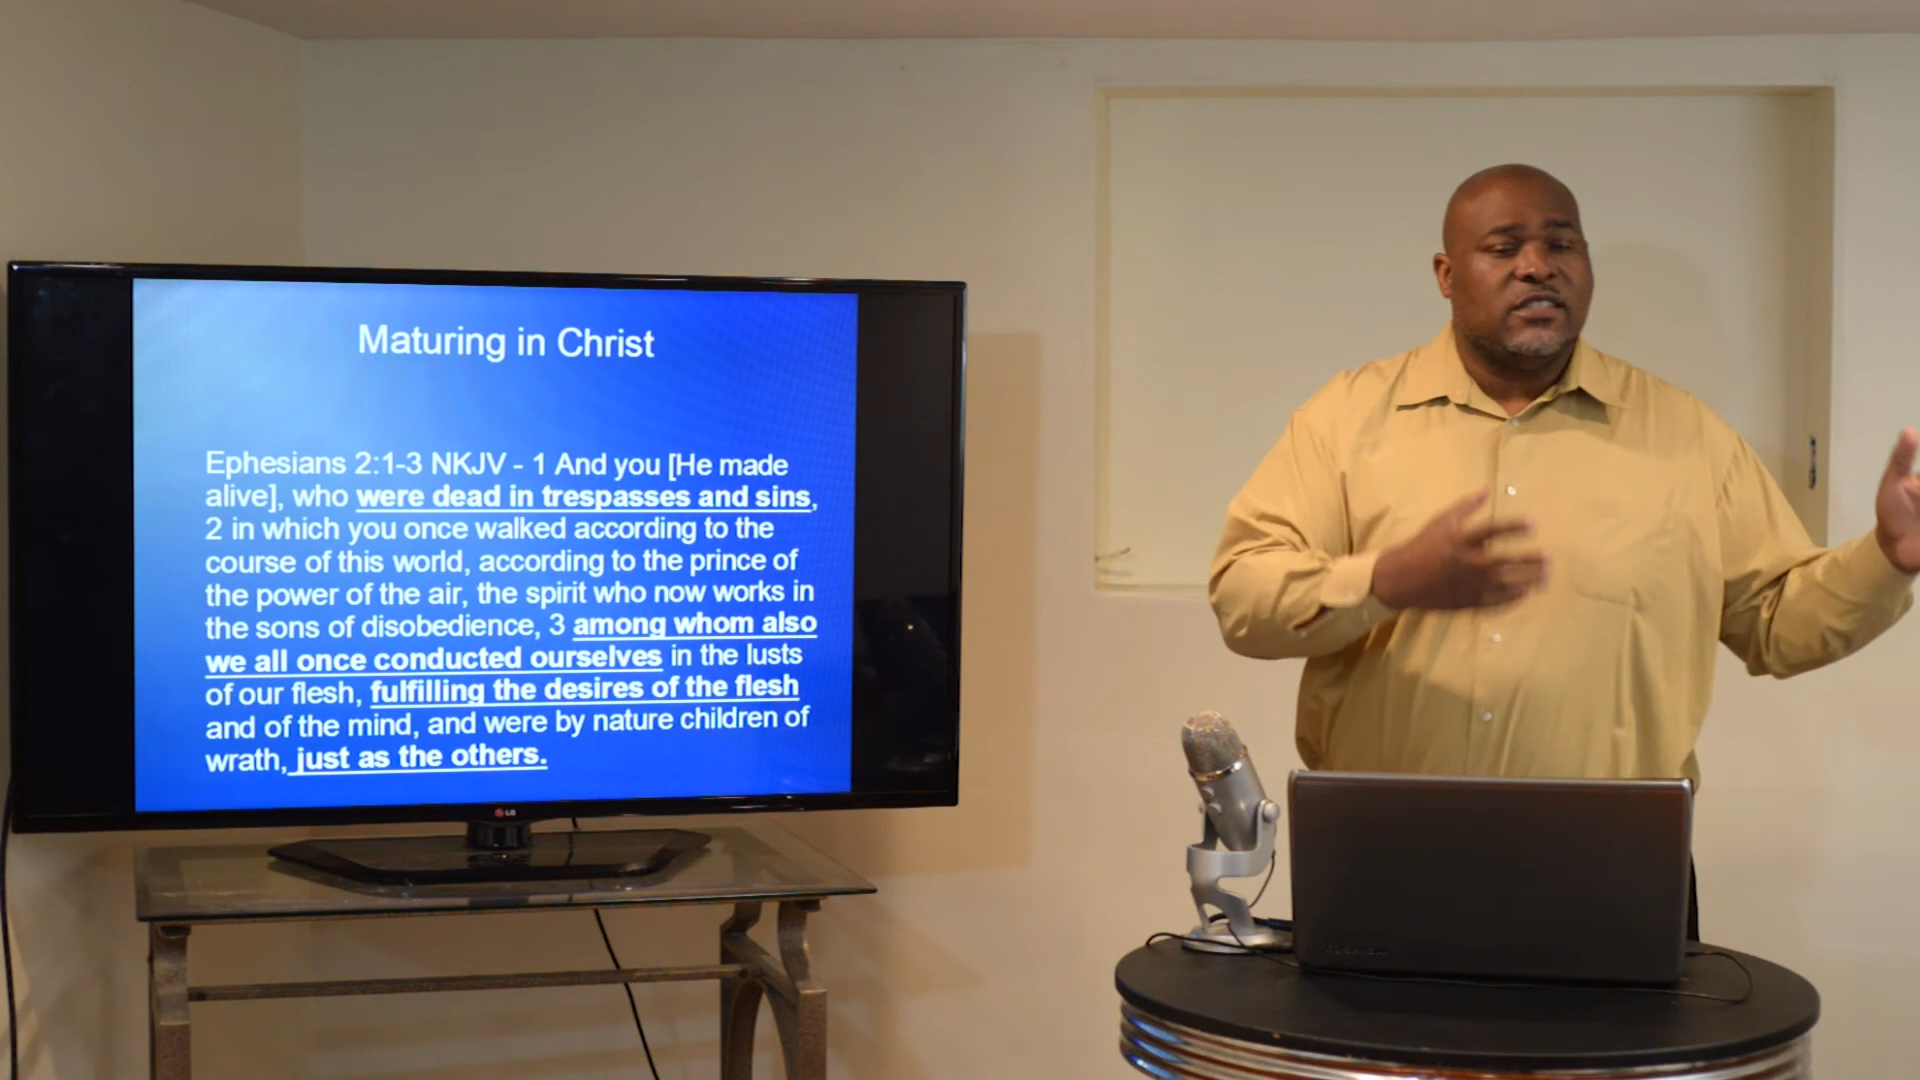 Maturing in Christ
Ephesians 2:1-3 NKJV - 1 And you [He made
alive], who were dead in trespasses and sins,
2 in which you once walked according to the
course of this world, according to the prince of
the power of the air, the spirit who now works in
the sons of disobedience, 3 among whom also
we all once conducted ourselves in the lusts
of our flesh, fulfilling the desires of the flesh
and of the mind, and were by nature children of
wrath, just as the others.
LG